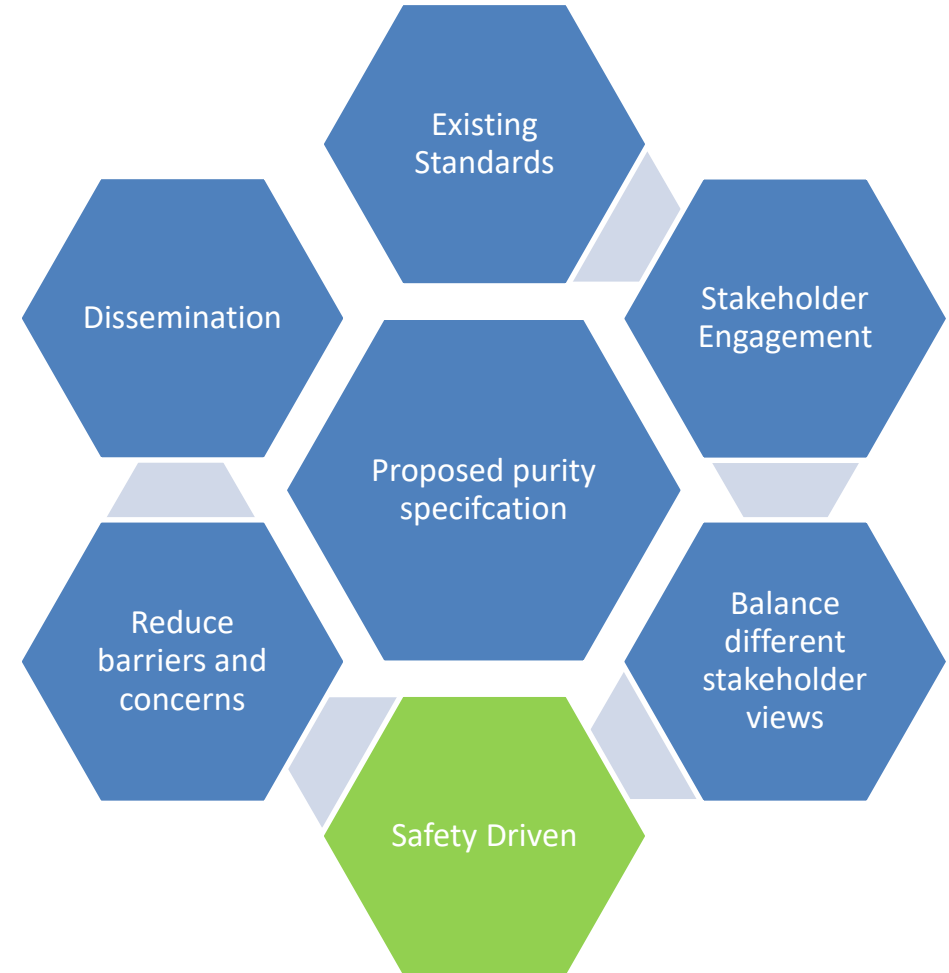 Existing
Standards
Stakeholder
Engagement
Balance
different
stakeholder
views
Safety Driven
Reduce
barriers and
concerns
Dissemination
Proposed purity
specifcation